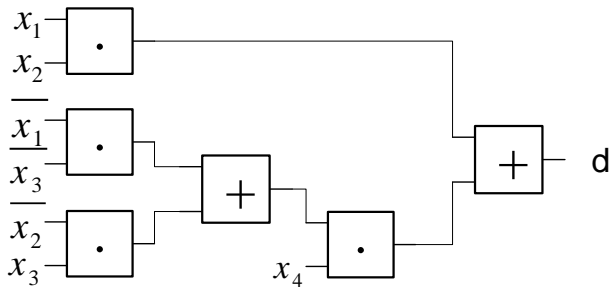 x₁
x₂
·
x̅₁
x̅₃
·
x̅₂
x₃
·
+
x₄
·
+
d